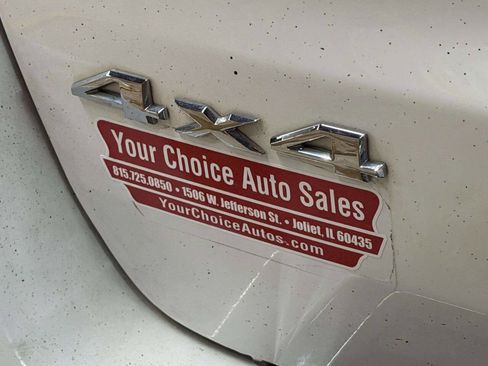 4x4
Your Choice Auto Sales
815.725.0850 • 1506 W. Jefferson St. • Joliet, IL 60435
YourChoiceAutos.com